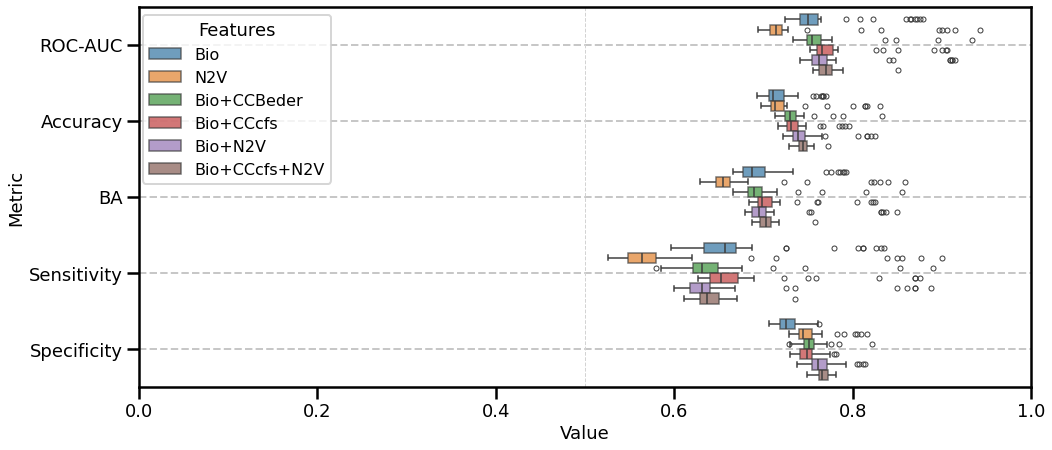 Features
Bio
N2V
Bio+CCBeder
Bio+CCcfs
Bio+N2V
Bio+CCcfs+N2V
Metric
ROC-AUC
Accuracy
BA
Sensitivity
Specificity
0.0 0.2 0.4 0.6 0.8 1.0
Value